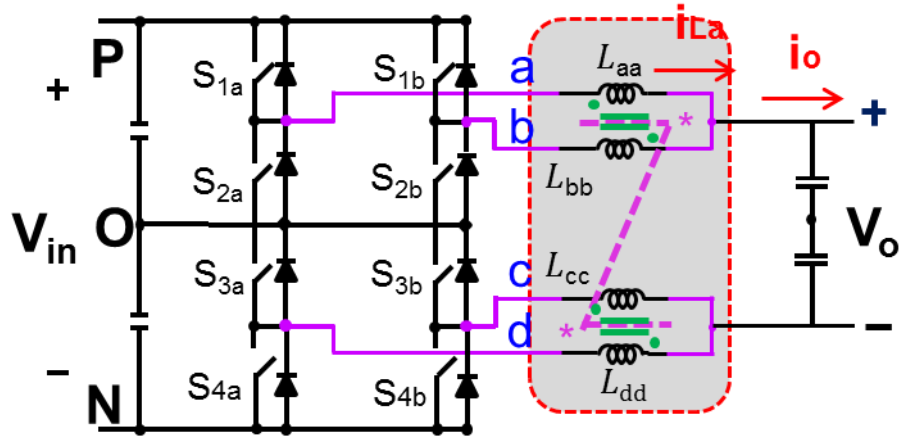 P
+
S1a
S1b
a
Laa
iLa
io
+
b
*
Lbb
S2a
S2b
Vin
O
Vo
S3a
S3b
c
Lcc
d
*
−
−
S4a
S4b
Ldd
N